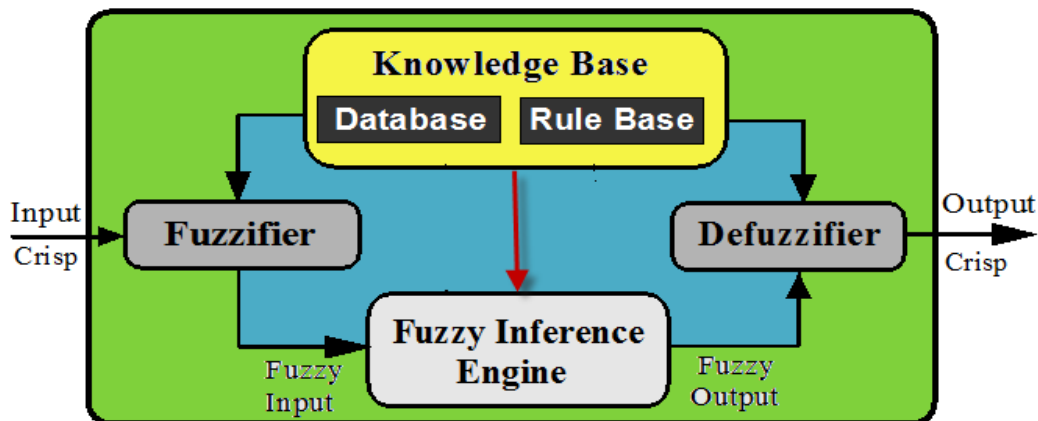 Knowledge Base
Database
Rule Base
Input
Crisp
Fuzzifier
Defuzzifier
Output
Crisp
Fuzzy Inference
Engine
Fuzzy
Input
Fuzzy
Output